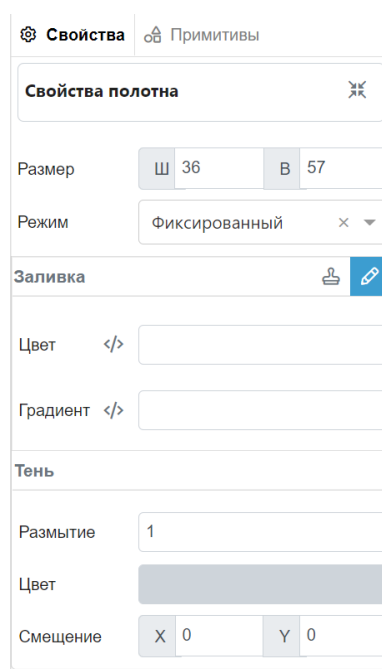 Свойства Примитивы
Свойства полотна
Размер Ш 36 В 57
Режим Фиксированный
Заливка
Цвет </>
Градиент </>
Тень
Размытие 1
Цвет
Смещение X 0 Y 0